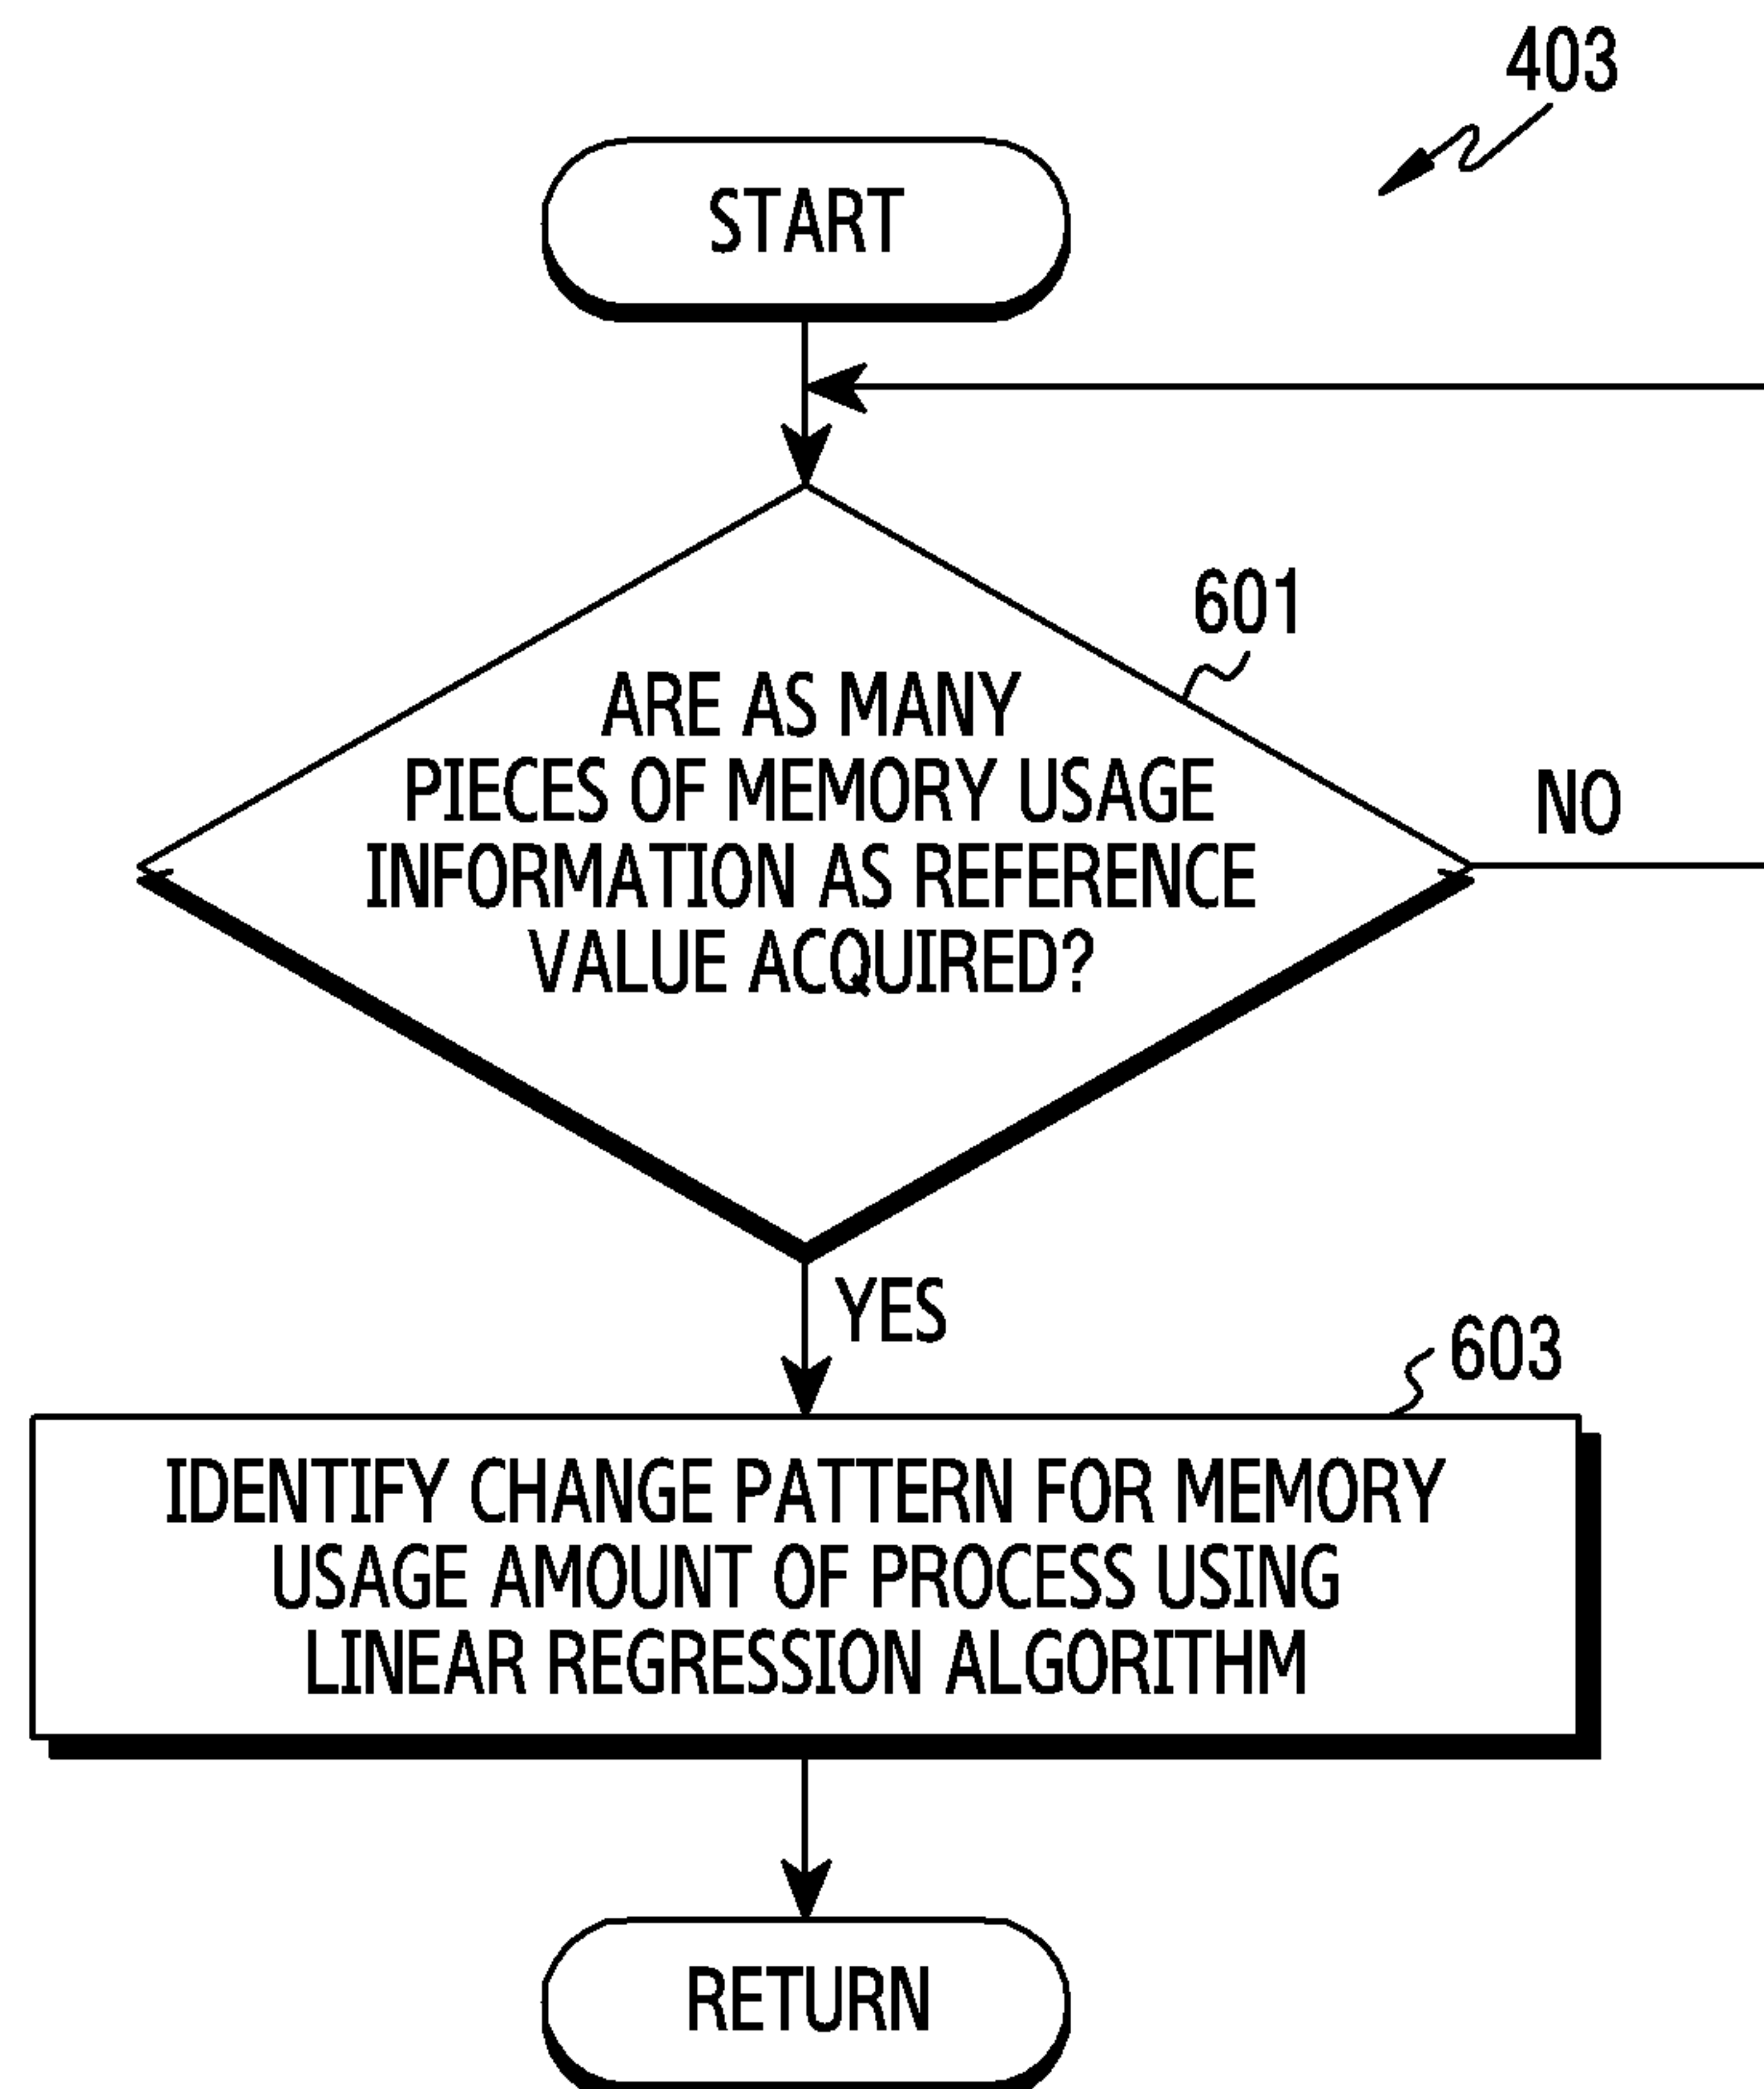 403
START
601
ARE AS MANY
PIECES OF MEMORY USAGE
INFORMATION AS REFERENCE
VALUE ACQUIRED?
NO
YES
603
IDENTIFY CHANGE PATTERN FOR MEMORY
USAGE AMOUNT OF PROCESS USING
LINEAR REGRESSION ALGORITHM
RETURN